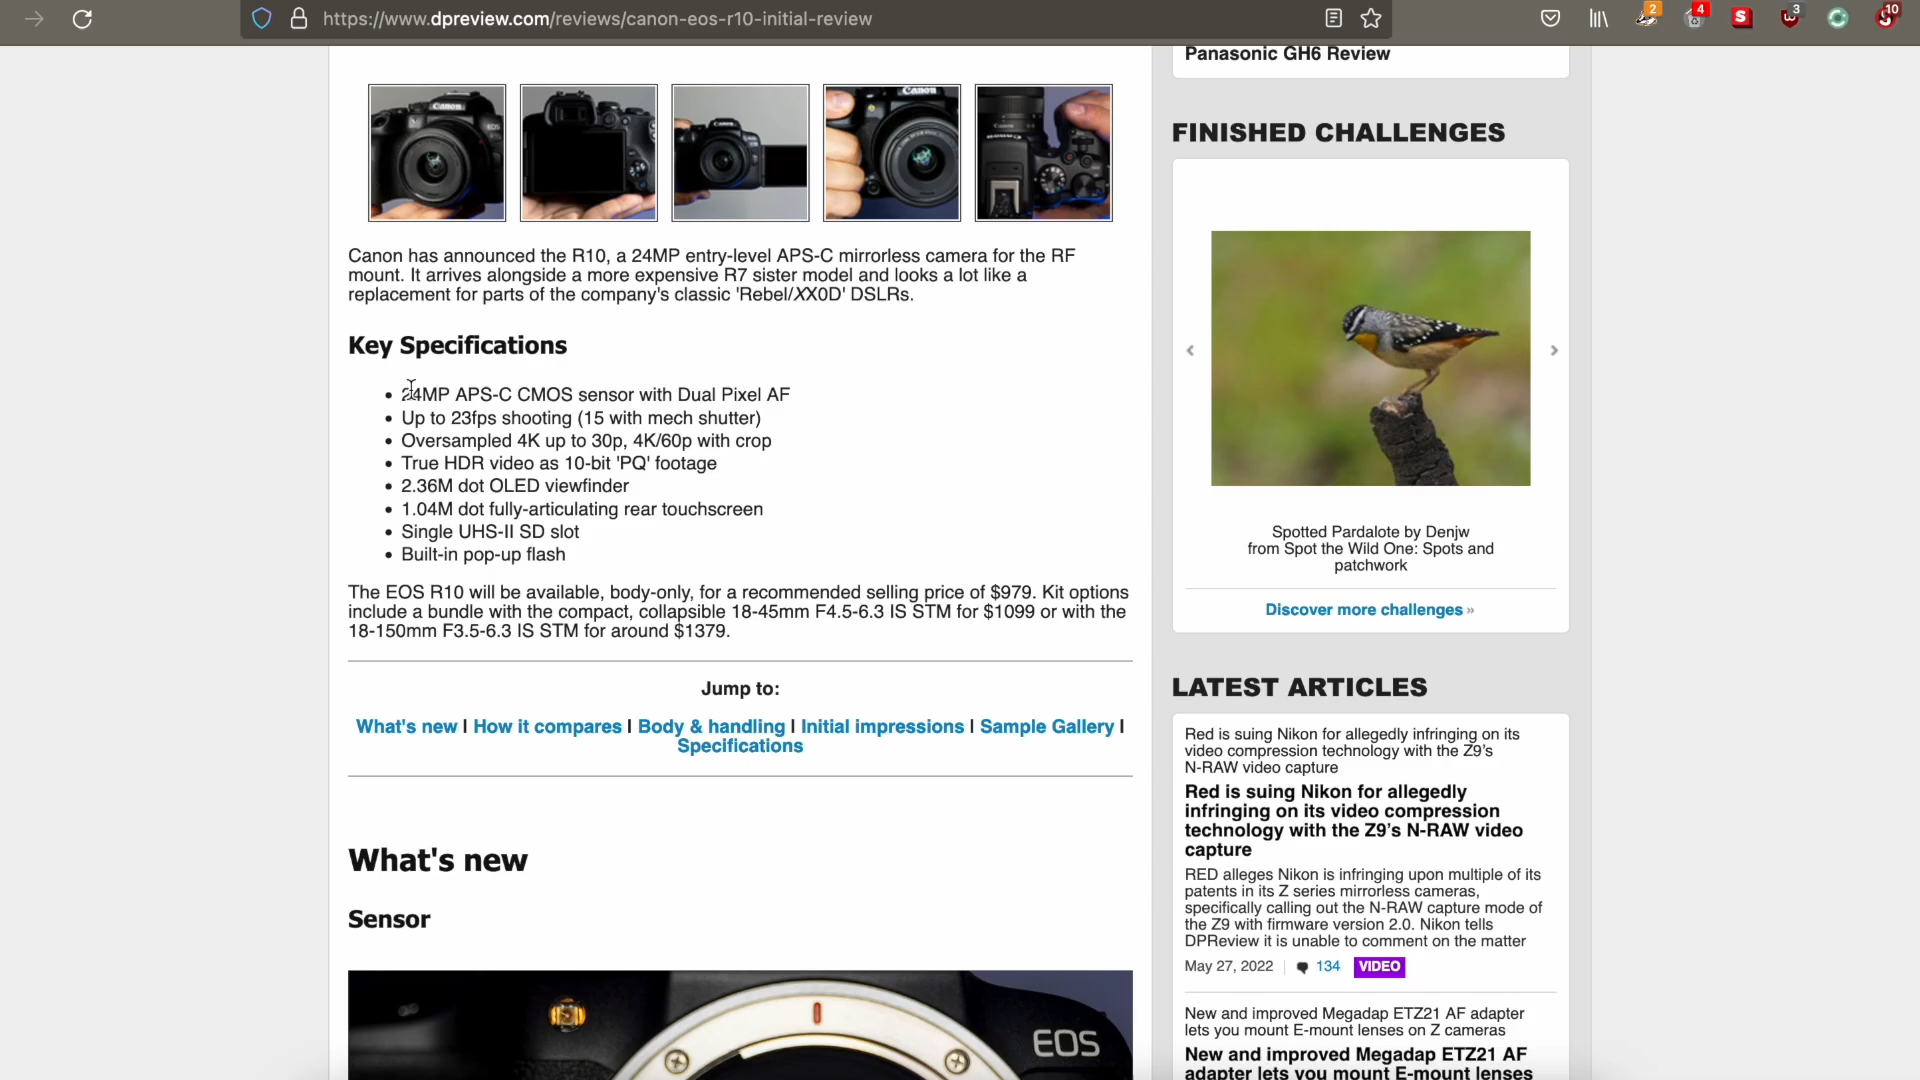 https://www.dpreview.com/reviews/canon-eos-r10-initial-review
2
4
S
3
10
Panasonic GH6 Review
Canon
EOS
Canon
Canon
FINISHED CHALLENGES
Canon has announced the R10, a 24MP entry-level APS-C mirrorless camera for the RF
mount. It arrives alongside a more expensive R7 sister model and looks a lot like a
replacement for parts of the company's classic 'Rebel/XX0D' DSLRs.
Key Specifications
• 24MP APS-C CMOS sensor with Dual Pixel AF
• Up to 23fps shooting (15 with mech shutter)
• Oversampled 4K up to 30p, 4K/60p with crop
• True HDR video as 10-bit 'PQ' footage
• 2.36M dot OLED viewfinder
• 1.04M dot fully-articulating rear touchscreen
• Single UHS-II SD slot
• Built-in pop-up flash
The EOS R10 will be available, body-only, for a recommended selling price of $979. Kit options
include a bundle with the compact, collapsible 18-45mm F4.5-6.3 IS STM for $1099 or with the
18-150mm F3.5-6.3 IS STM for around $1379.
Jump to:
What's new | How it compares | Body & handling | Initial impressions | Sample Gallery |
Specifications
What's new
Sensor
EOS
Spotted Pardalote by Denjw
from Spot the Wild One: Spots and
patchwork
Discover more challenges »
LATEST ARTICLES
Red is suing Nikon for allegedly infringing on its
video compression technology with the Z9's
N-RAW video capture
Red is suing Nikon for allegedly
infringing on its video compression
technology with the Z9's N-RAW video
capture
RED alleges Nikon is infringing upon multiple of its
patents in its Z series mirrorless cameras,
specifically calling out the N-RAW capture mode of
the Z9 with firmware version 2.0. Nikon tells
DPReview it is unable to comment on the matter
May 27, 2022 134 VIDEO
New and improved Megadap ETZ21 AF adapter
lets you mount E-mount lenses on Z cameras
New and improved Megadap ETZ21 AF
adapter lets you mount E-mount lenses